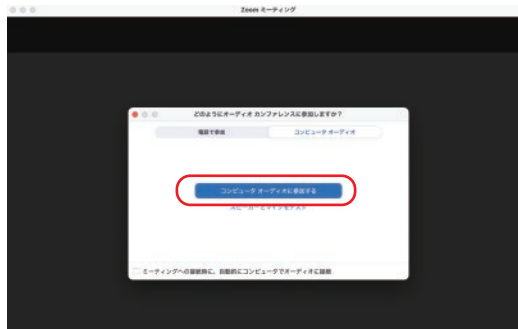 Zoom ミーティング
どのようにオーディオ カンファレンスに参加しますか?
電話で参加
コンピュータ オーディオ
コンピュータ オーディオに参加する
スピーカーとマイクをテスト
ミーティングへの接続時に、自動的にコンピュータでオーディオに接続